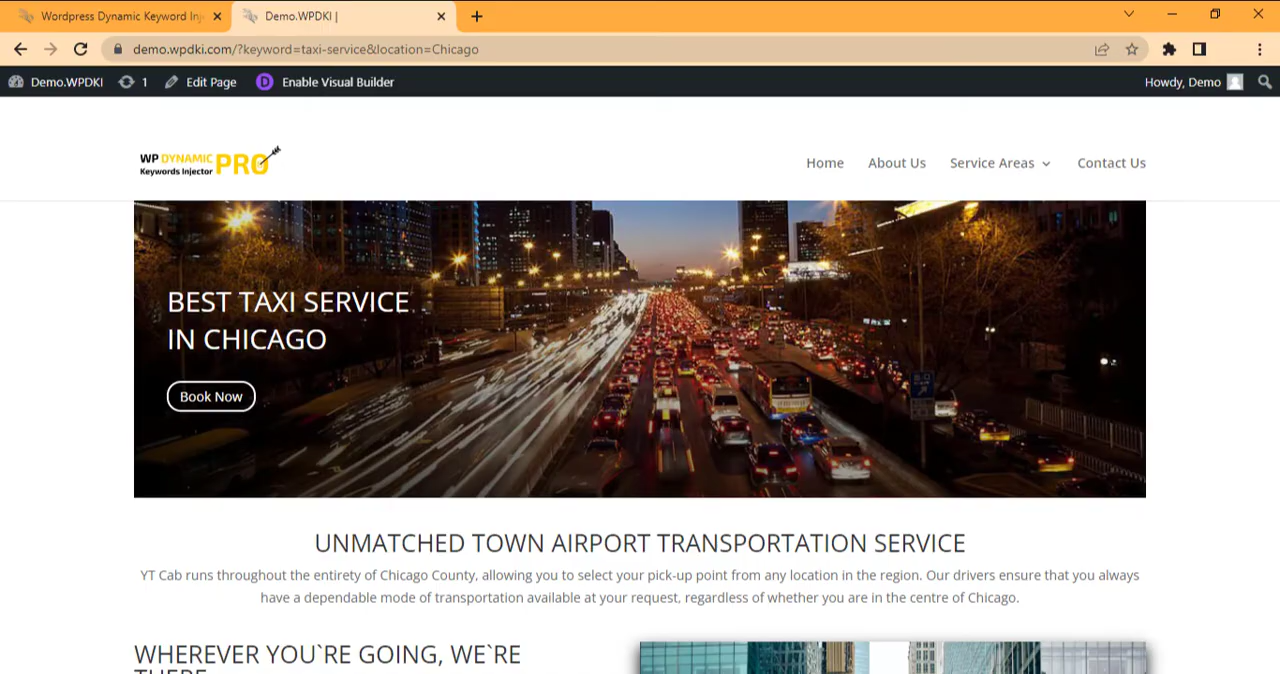 Wordpress Dynamic Keyword Inj
Demo.WPDKI |
demo.wpdki.com/?keyword=taxi-service&location=Chicago
Demo.WPDKI
1
Edit Page
D
Enable Visual Builder
Howdy, Demo
WP DYNAMIC PRO
Keywords Injector
Home
About Us
Service Areas
Contact Us
BEST TAXI SERVICE
IN CHICAGO
Book Now
UNMATCHED TOWN AIRPORT TRANSPORTATION SERVICE
YT Cab runs throughout the entirety of Chicago County, allowing you to select your pick-up point from any location in the region. Our drivers ensure that you always
have a dependable mode of transportation available at your request, regardless of whether you are in the centre of Chicago.
WHEREVER YOU`RE GOING, WE`RE